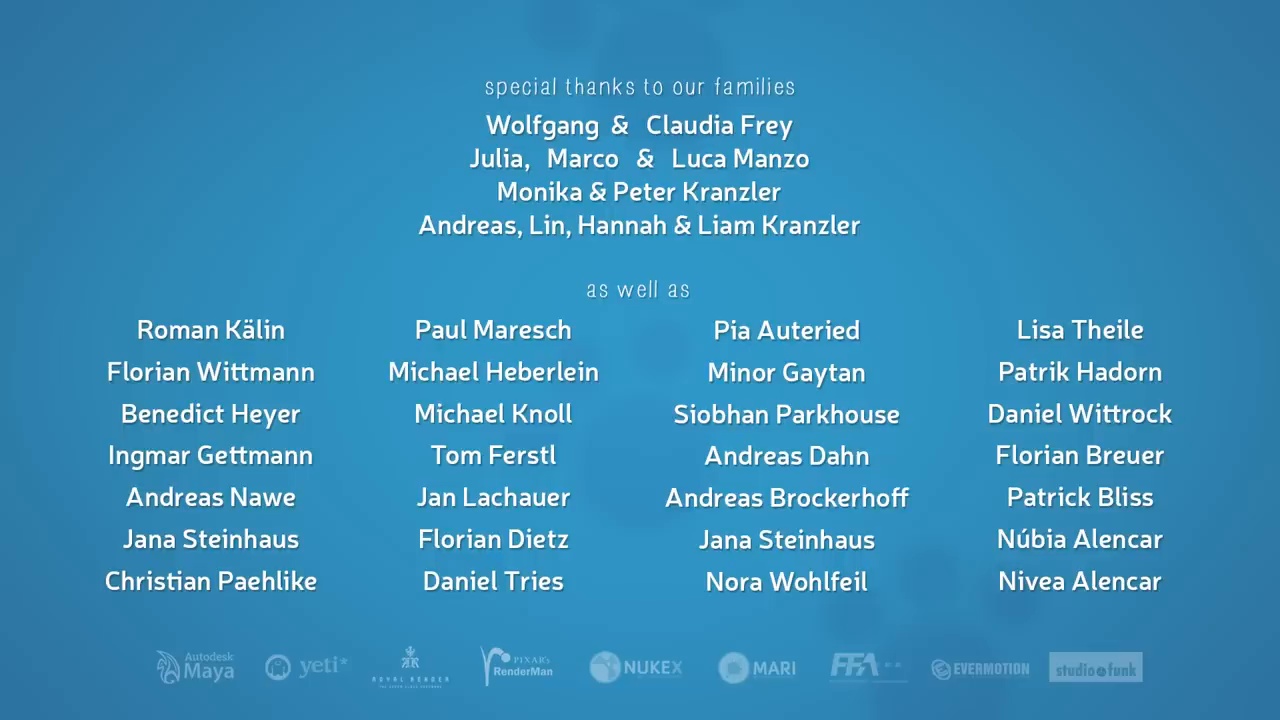 special thanks to our families
Wolfgang & Claudia Frey
Julia, Marco & Luca Manzo
Monika & Peter Kranzler
Andreas, Lin, Hannah & Liam Kranzler
as well as
Roman Kälin Paul Maresch Pia Auteried Lisa Theile
Florian Wittmann Michael Heberlein Minor Gaytan Patrik Hadorn
Benedict Heyer Michael Knoll Siobhan Parkhouse Daniel Wittrock
Ingmar Gettmann Tom Ferstl Andreas Dahn Florian Breuer
Andreas Nawe Jan Lachauer Andreas Brockerhoff Patrick Bliss
Jana Steinhaus Florian Dietz Jana Steinhaus Núbia Alencar
Christian Paehlike Daniel Tries Nora Wohlfeil Nivea Alencar
Autodesk Maya yeti ROYAL RENDER PIXAR's RenderMan NUKEX MARI FFA EVERMOTION studio funk